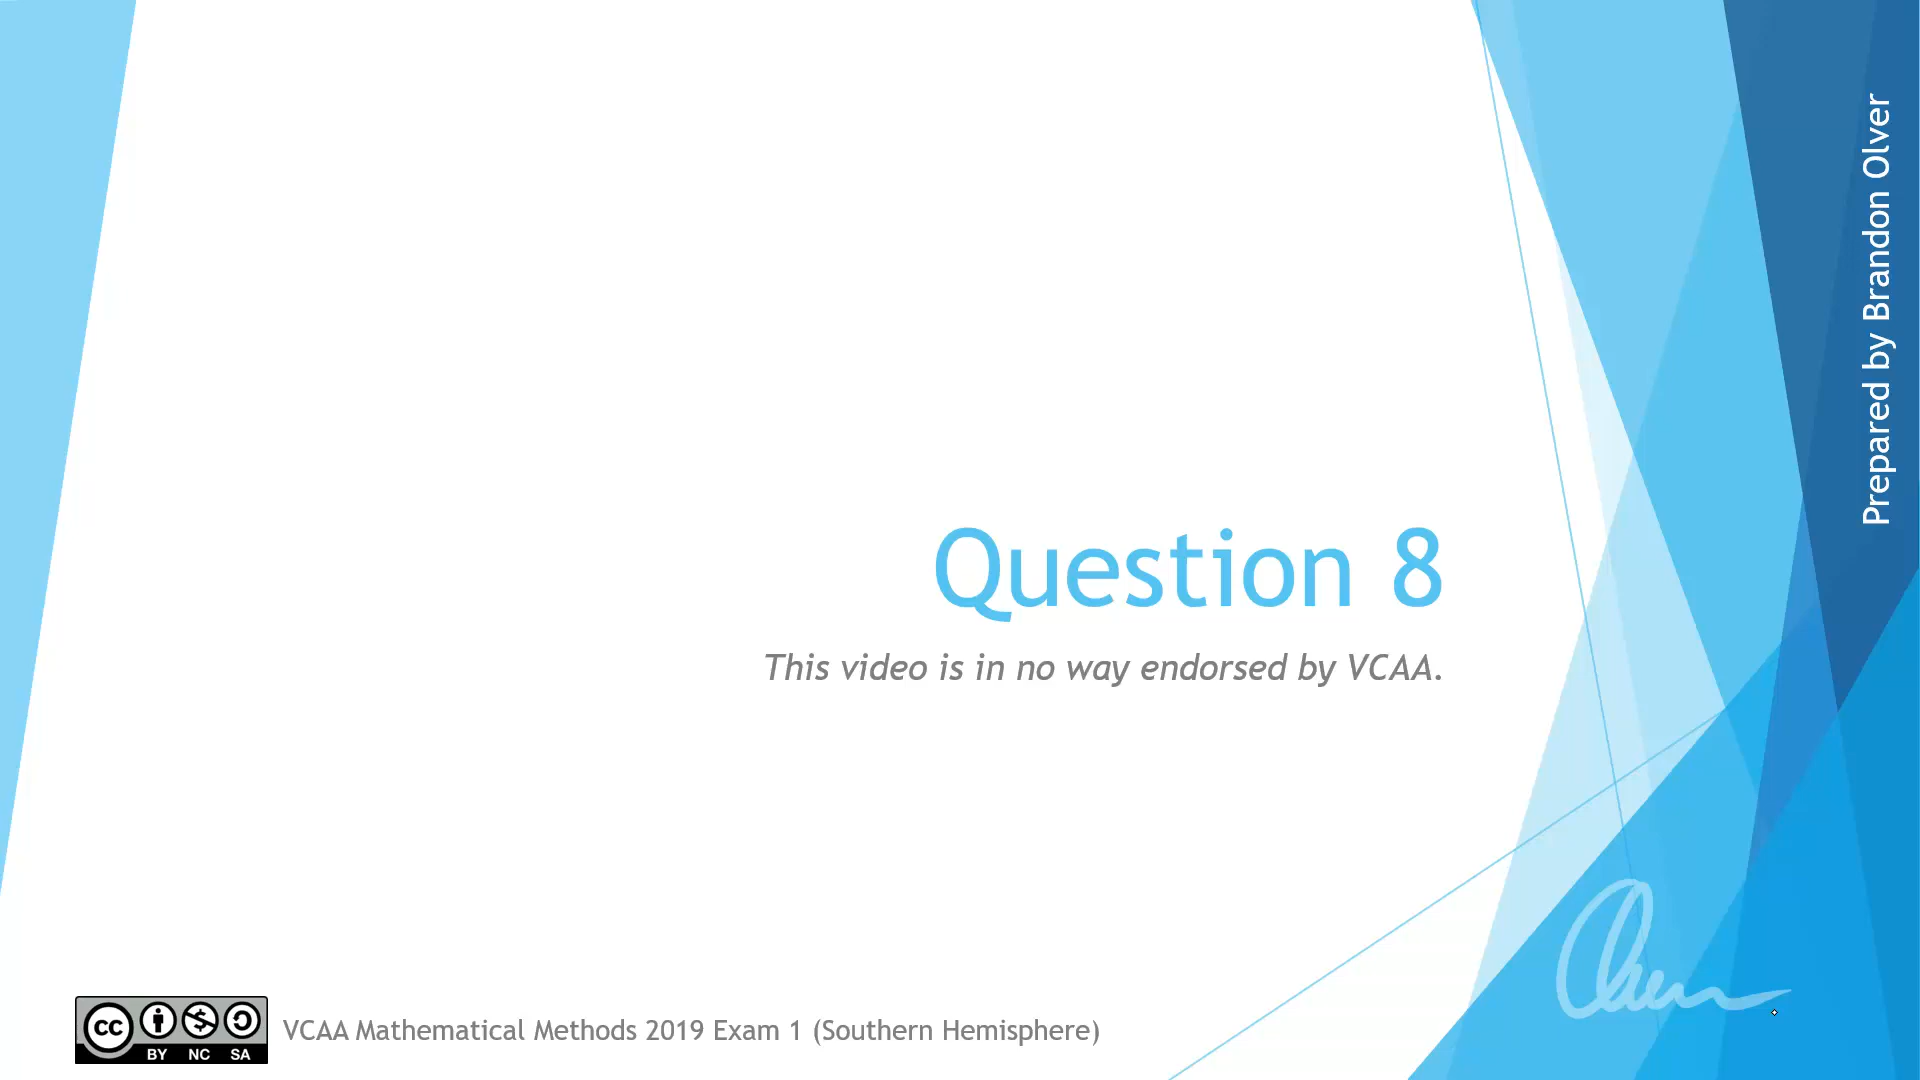 Prepared by Brandon Olver
Question 8
This video is in no way endorsed by VCAA.
CC
BY NC SA
VCAA Mathematical Methods 2019 Exam 1 (Southern Hemisphere)